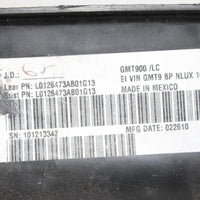 I.D.: 65
GMT900 /LC
Lear PN: L0126473AB01G13
EI VIN GMT9 BP NLUX
Cust PN: L0126473AB01G13
MADE IN MEXICO
SN: 101213342
MFG DATE: 022610